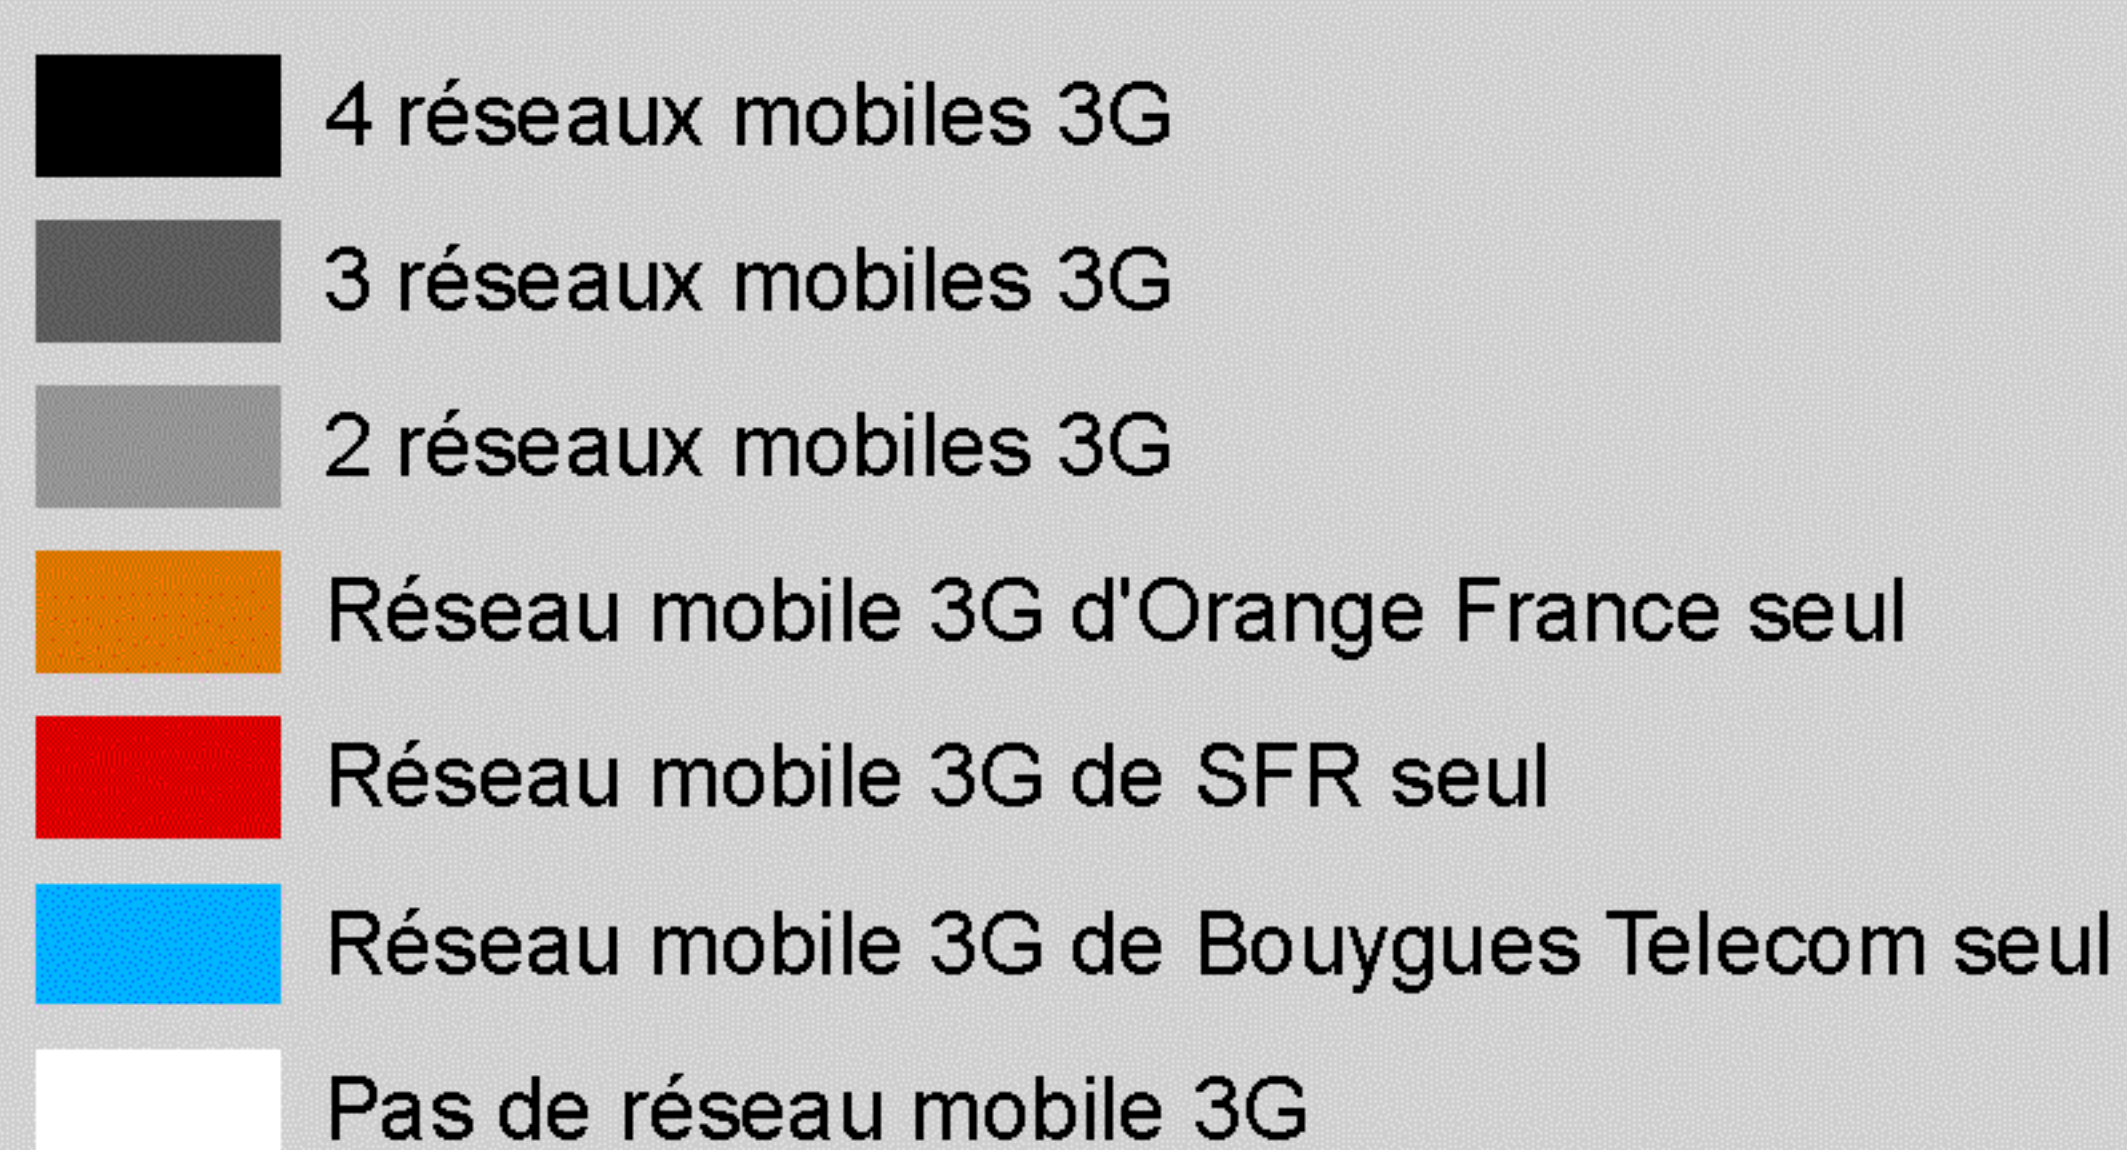 4 réseaux mobiles 3G
3 réseaux mobiles 3G
2 réseaux mobiles 3G
Réseau mobile 3G d'Orange France seul
Réseau mobile 3G de SFR seul
Réseau mobile 3G de Bouygues Telecom seul
Pas de réseau mobile 3G